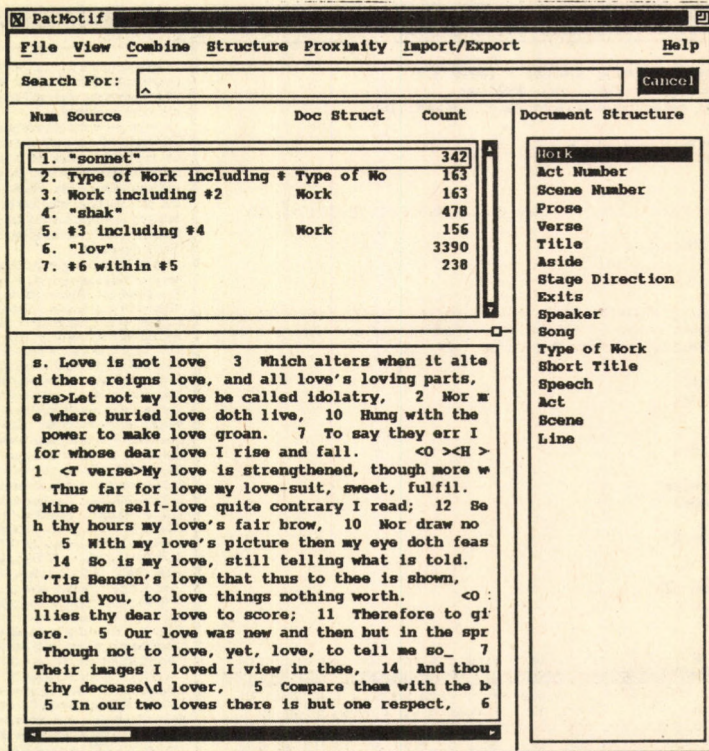 PatMotif
File View Combine Structure Proximity Import/Export Help
Search For: Cancel
Num Source Doc Struct Count
1. "sonnet" 342
2. Type of Work including # Type of Wo 163
3. Work including #2 Work 163
4. "shak" 478
5. #3 including #4 Work 156
6. "lov" 3390
7. #6 within #5 238
Document Structure
Work
Act Number
Scene Number
Prose
Verse
Title
Aside
Stage Direction
Exits
Speaker
Song
Type of Work
Short Title
Speech
Act
Scene
Line
s. Love is not love 3 Which alters when it alte
d there reigns love, and all love's loving parts,
rse>Let not my love be called idolatry, 2 Nor m
e where buried love doth live, 10 Hung with the
power to make love groan. 7 To say they err I
for whose dear love I rise and fall. <O ><H >
1 <T verse>My love is strengthened, though more w
Thus far for love my love-suit, sweet, fulfil.
Mine own self-love quite contrary I read; 12 Se
h thy hours my love's fair brow, 10 Nor draw no
5 With my love's picture then my eye doth feas
14 So is my love, still telling what is told.
'Tis Benson's love that thus to thee is shown,
should you, to love things nothing worth. <O :
llies thy dear love to score; 11 Therefore to gi
ere. 5 Our love was new and then but in the spr
Though not to love, yet, love, to tell me so_ 7
Their images I loved I view in thee, 14 And thou
thy decease\d lover, 5 Compare them with the b
5 In our two loves there is but one respect, 6